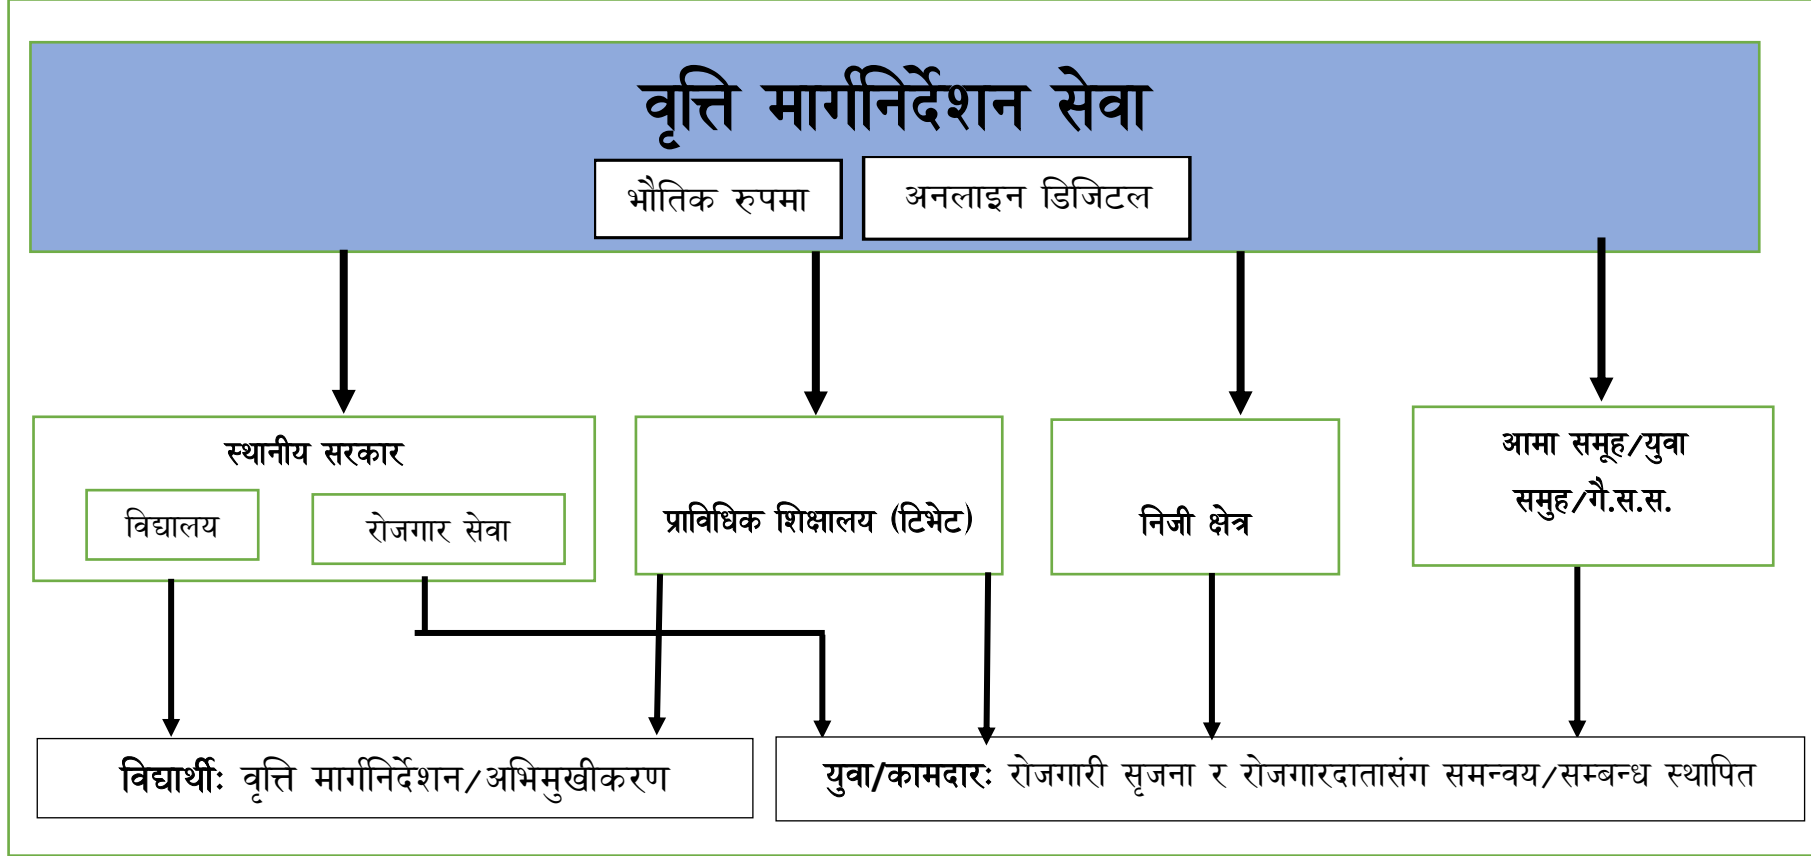 वृत्ति मार्गनिर्देशन सेवा
भौतिक रुपमा
अनलाइन डिजिटल
स्थानीय सरकार
विद्यालय
रोजगार सेवा
प्राविधिक शिक्षालय (टिभेट)
निजी क्षेत्र
आमा समूह/युवा
समुह/गै.स.स.
विद्यार्थीः वृत्ति मार्गनिर्देशन/अभिमुखीकरण
युवा/कामदारः रोजगारी सृजना र रोजगारदातासंग समन्वय/सम्बन्ध स्थापित